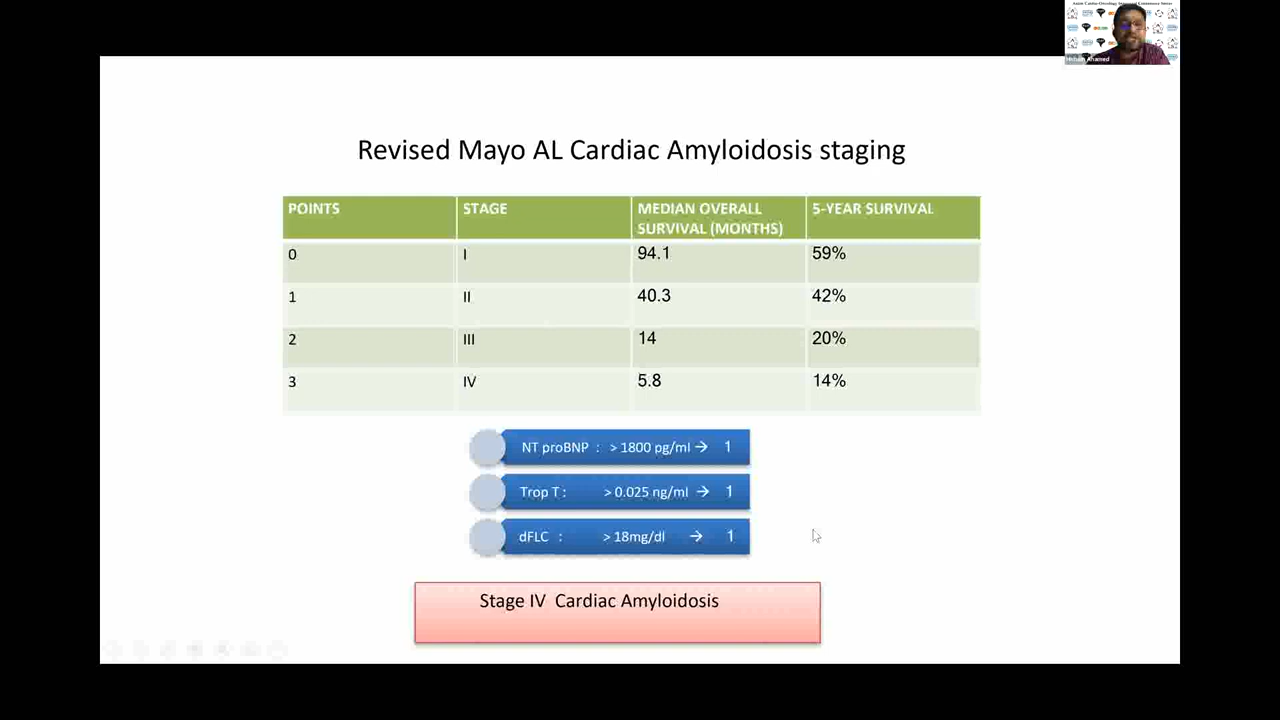 Revised Mayo AL Cardiac Amyloidosis staging
POINTS STAGE MEDIAN OVERALL SURVIVAL (MONTHS) 5-YEAR SURVIVAL
0 I 94.1 59%
1 II 40.3 42%
2 III 14 20%
3 IV 5.8 14%
NT proBNP : > 1800 pg/ml → 1
Trop T : > 0.025 ng/ml → 1
dFLC : > 18mg/dl → 1
Stage IV Cardiac Amyloidosis